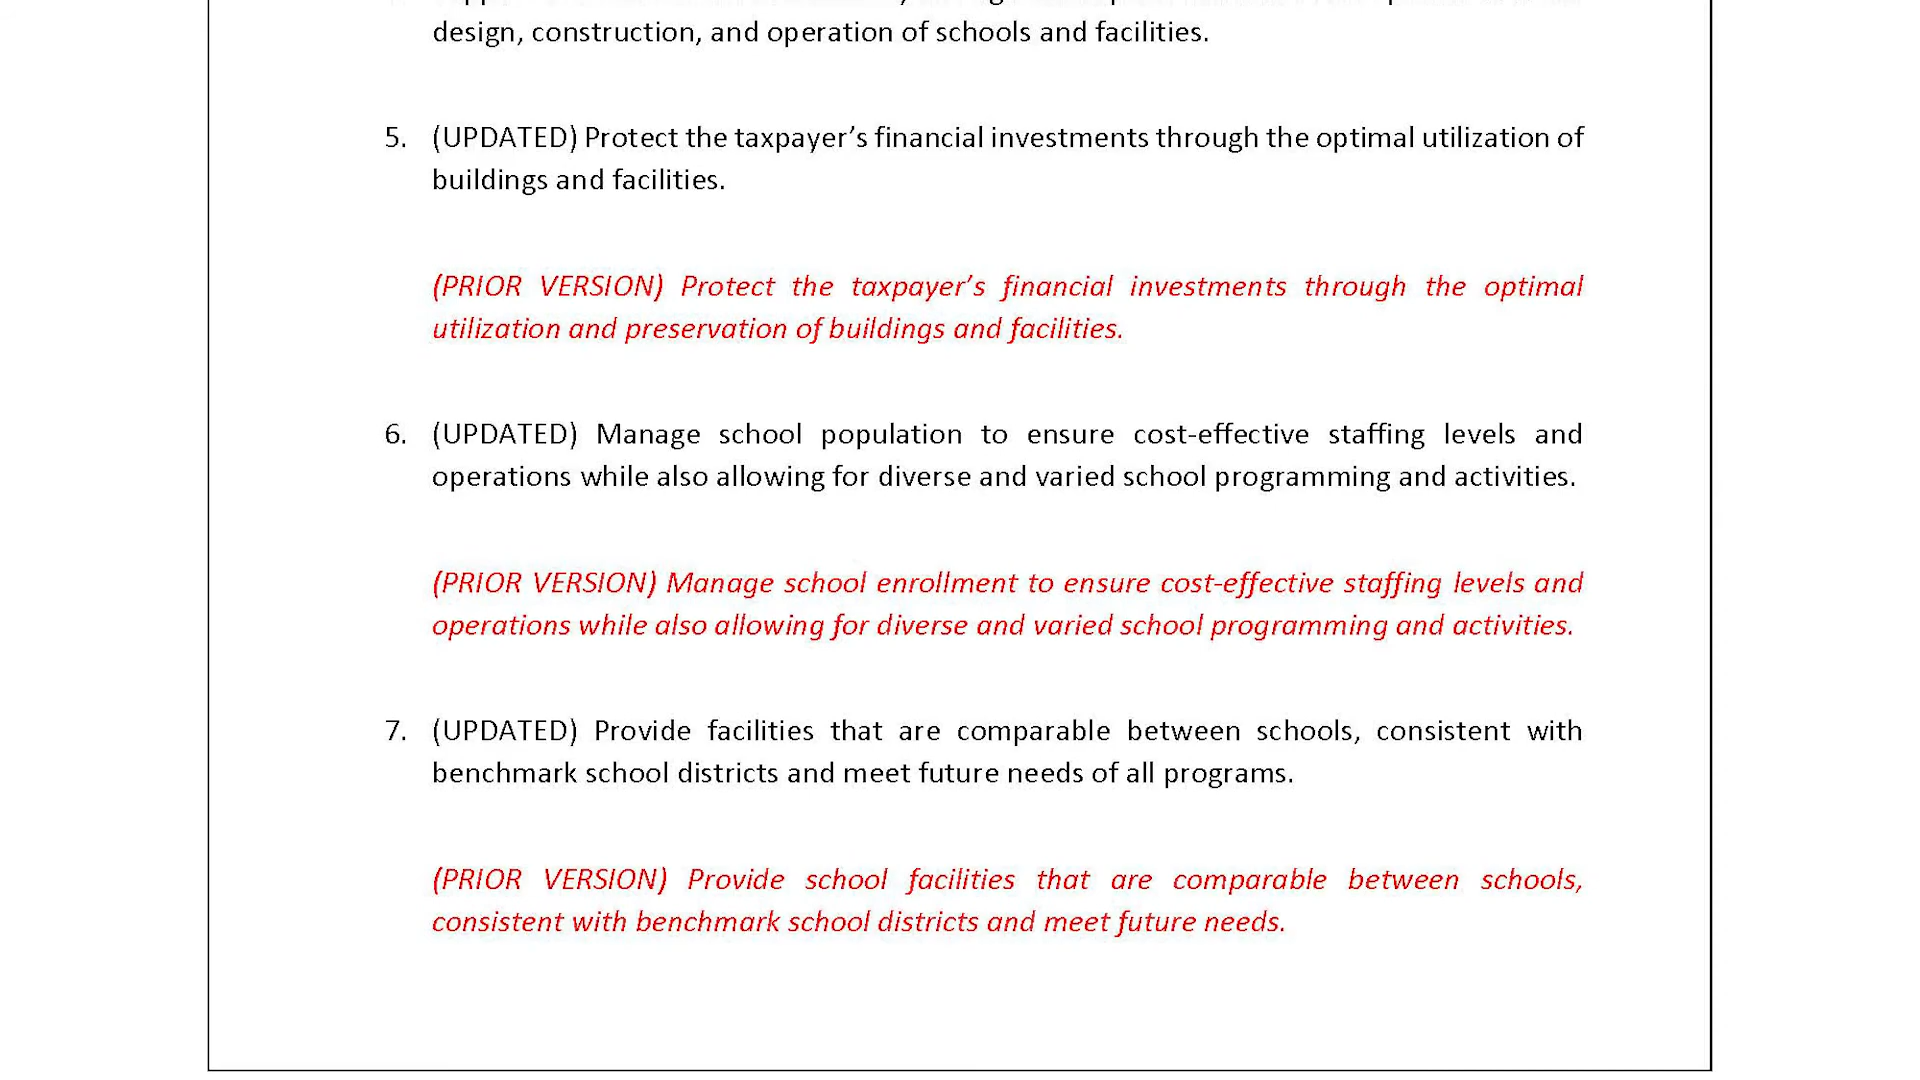 design, construction, and operation of schools and facilities.
5. (UPDATED) Protect the taxpayer’s financial investments through the optimal utilization of
buildings and facilities.
(PRIOR VERSION) Protect the taxpayer’s financial investments through the optimal
utilization and preservation of buildings and facilities.
6. (UPDATED) Manage school population to ensure cost-effective staffing levels and
operations while also allowing for diverse and varied school programming and activities.
(PRIOR VERSION) Manage school enrollment to ensure cost-effective staffing levels and
operations while also allowing for diverse and varied school programming and activities.
7. (UPDATED) Provide facilities that are comparable between schools, consistent with
benchmark school districts and meet future needs of all programs.
(PRIOR VERSION) Provide school facilities that are comparable between schools,
consistent with benchmark school districts and meet future needs.